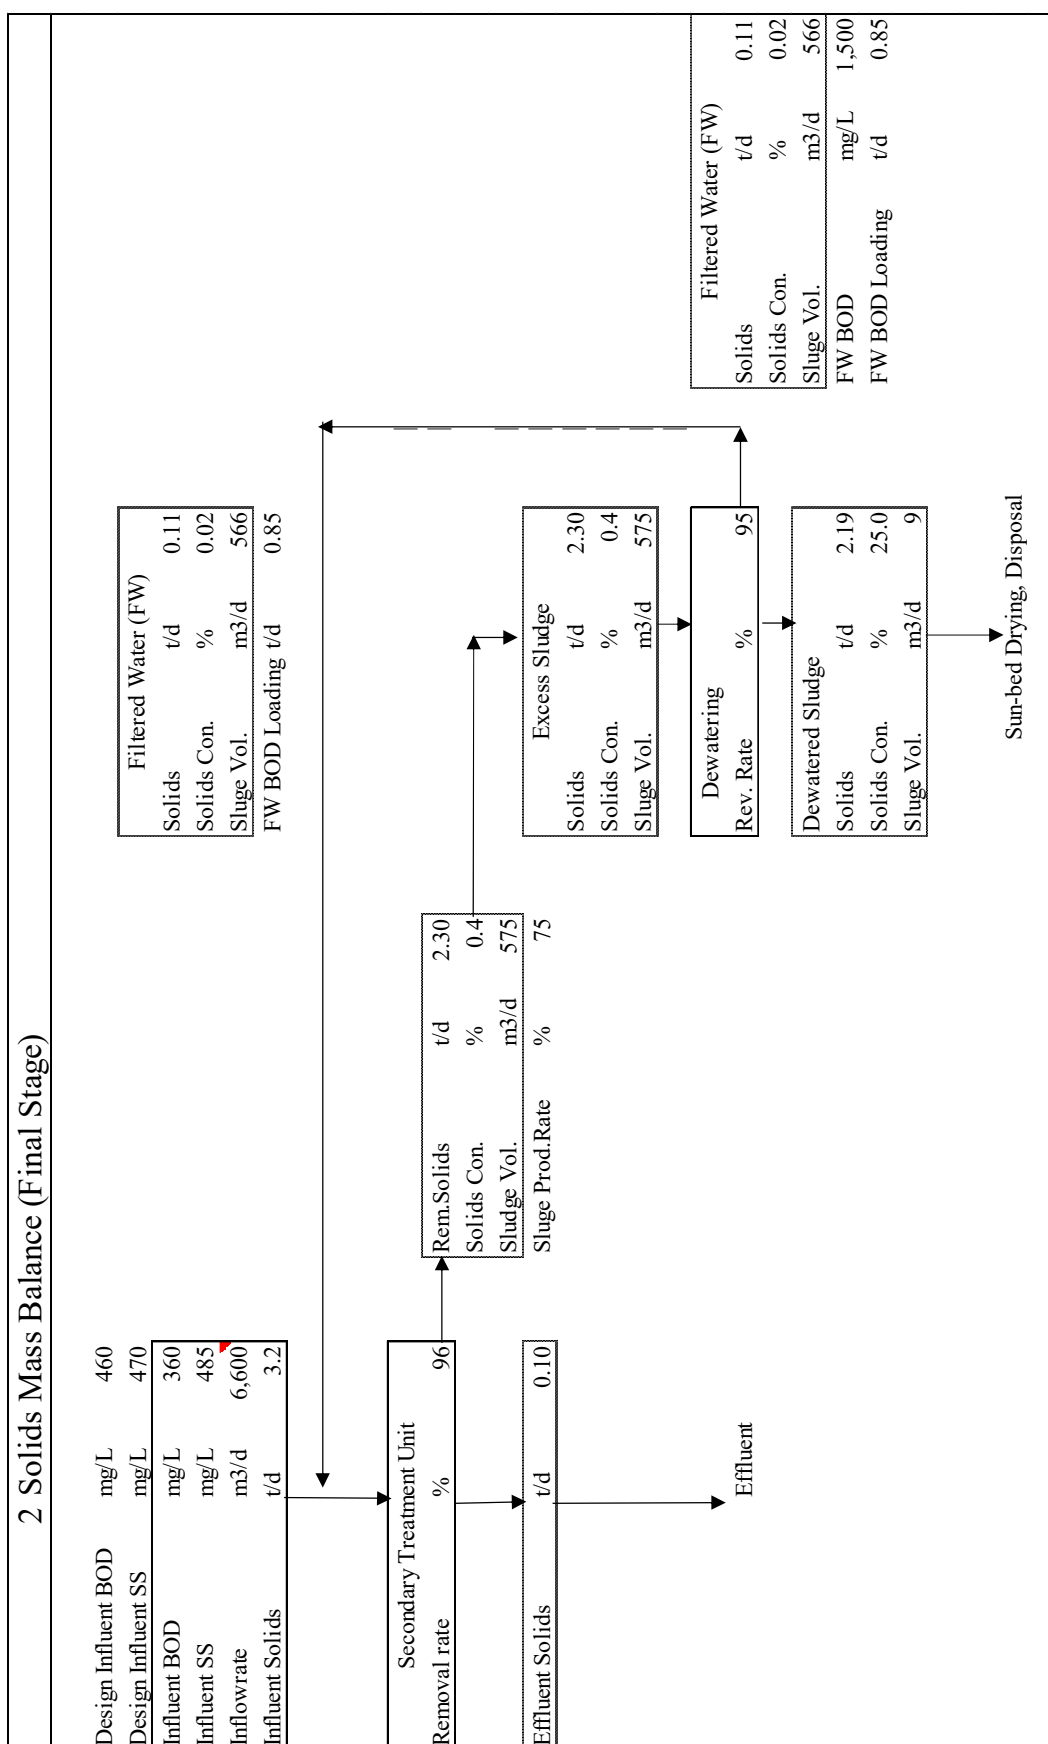 2 Solids Mass Balance (Final Stage)
Design Influent BOD mg/L 460
Design Influent SS mg/L 470
Influent BOD mg/L 360
Influent SS mg/L 485
Inflowrate m3/d 6,600
Influent Solids t/d 3.2
Filtered Water (FW)
Solids t/d 0.11
Solids Con. % 0.02
Sluge Vol. m3/d 566
FW BOD Loading t/d 0.85
Secondary Treatment Unit
Removal rate % 96
Rem.Solids t/d 2.30
Solids Con. % 0.4
Sludge Vol. m3/d 575
Sluge Prod.Rate % 75
Effluent Solids t/d 0.10
Effluent
Excess Sludge
Solids t/d 2.30
Solids Con. % 0.4
Sluge Vol. m3/d 575
Dewatering
Rev. Rate % 95
Dewatered Sludge
Solids t/d 2.19
Solids Con. % 25.0
Sluge Vol. m3/d 9
Sun-bed Drying, Disposal
Filtered Water (FW)
Solids t/d 0.11
Solids Con. % 0.02
Sluge Vol. m3/d 566
FW BOD mg/L 1,500
FW BOD Loading t/d 0.85